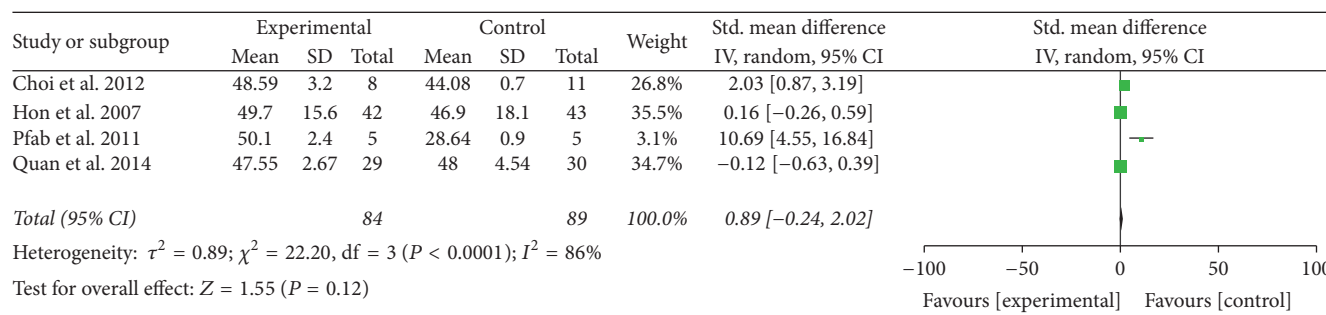 Study or subgroup Experimental Control Weight Std. mean difference Std. mean difference
Mean SD Total Mean SD Total IV, random, 95% CI IV, random, 95% CI
Choi et al. 2012 48.59 3.2 8 44.08 0.7 11 26.8% 2.03 [0.87, 3.19]
Hon et al. 2007 49.7 15.6 42 46.9 18.1 43 35.5% 0.16 [−0.26, 0.59]
Pfab et al. 2011 50.1 2.4 5 28.64 0.9 5 3.1% 10.69 [4.55, 16.84]
Quan et al. 2014 47.55 2.67 29 48 4.54 30 34.7% −0.12 [−0.63, 0.39]
Total (95% CI) 84 89 100.0% 0.89 [−0.24, 2.02]
Heterogeneity: τ² = 0.89; χ² = 22.20, df = 3 (P < 0.0001); I² = 86%
Test for overall effect: Z = 1.55 (P = 0.12)
−100 −50 0 50 100
Favours [experimental] Favours [control]